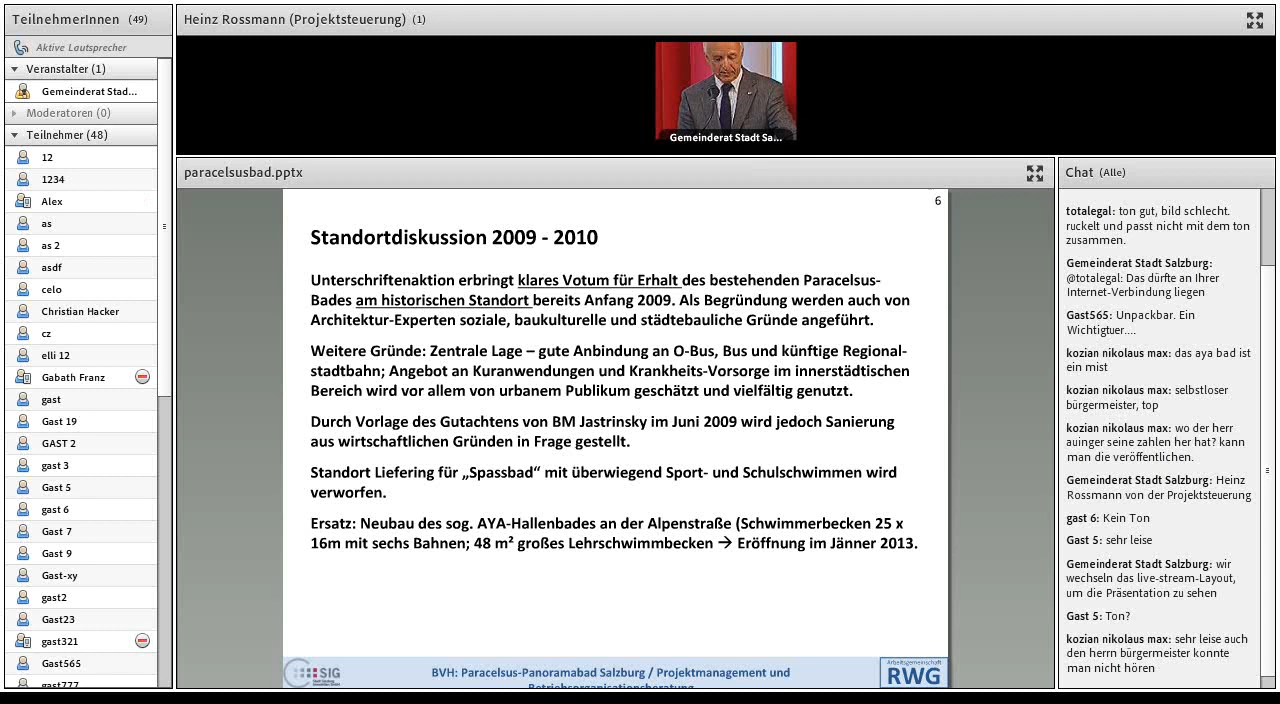 TeilnehmerInnen (49)
Aktive Lautsprecher
Veranstalter (1)
Gemeinderat Stad...
Moderatoren (0)
Teilnehmer (48)
12
1234
Alex
as
as 2
asdf
celo
Christian Hacker
cz
elli 12
Gabath Franz
gast
Gast 19
GAST 2
gast 3
Gast 5
gast 6
Gast 7
Gast 9
Gast-xy
gast2
Gast23
gast321
Gast565
gast777
Heinz Rossmann (Projektsteuerung) (1)
Gemeinderat Stadt Sa...
paracelsusbad.pptx
6
Standortdiskussion 2009 - 2010
Unterschriftenaktion erbringt klares Votum für Erhalt des bestehenden Paracelsus-
Bades am historischen Standort bereits Anfang 2009. Als Begründung werden auch von
Architektur-Experten soziale, baukulturelle und städtebauliche Gründe angeführt.
Weitere Gründe: Zentrale Lage – gute Anbindung an O-Bus, Bus und künftige Regional-
stadtbahn; Angebot an Kuranwendungen und Krankheits-Vorsorge im innerstädtischen
Bereich wird vor allem von urbanem Publikum geschätzt und vielfältig genutzt.
Durch Vorlage des Gutachtens von BM Jastrinsky im Juni 2009 wird jedoch Sanierung
aus wirtschaftlichen Gründen in Frage gestellt.
Standort Liefering für „Spassbad“ mit überwiegend Sport- und Schulschwimmen wird
verworfen.
Ersatz: Neubau des sog. AYA-Hallenbades an der Alpenstraße (Schwimmerbecken 25 x
16m mit sechs Bahnen; 48 m² großes Lehrschwimmbecken → Eröffnung im Jänner 2013.
SIG
BVH: Paracelsus-Panoramabad Salzburg / Projektmanagement und
Betriebsorganisationsberatung
Arbeitsgemeinschaft
RWG
Chat (Alle)
totalegal: ton gut, bild schlecht.
ruckelt und passt nicht mit dem ton
zusammen.
Gemeinderat Stadt Salzburg:
@totalegal: Das dürfte an Ihrer
Internet-Verbindung liegen
Gast565: Unpackbar. Ein
Wichtigtuer....
kozian nikolaus max: das aya bad ist
ein mist
kozian nikolaus max: selbstloser
bürgermeister, top
kozian nikolaus max: wo der herr
auinger seine zahlen her hat? kann
man die veröffentlichen.
Gemeinderat Stadt Salzburg: Heinz
Rossmann von der Projektsteuerung
gast 6: Kein Ton
Gast 5: sehr leise
Gemeinderat Stadt Salzburg: wir
wechseln das live-stream-Layout,
um die Präsentation zu sehen
Gast 5: Ton?
kozian nikolaus max: sehr leise auch
den herrn bürgermeister konnte
man nicht hören